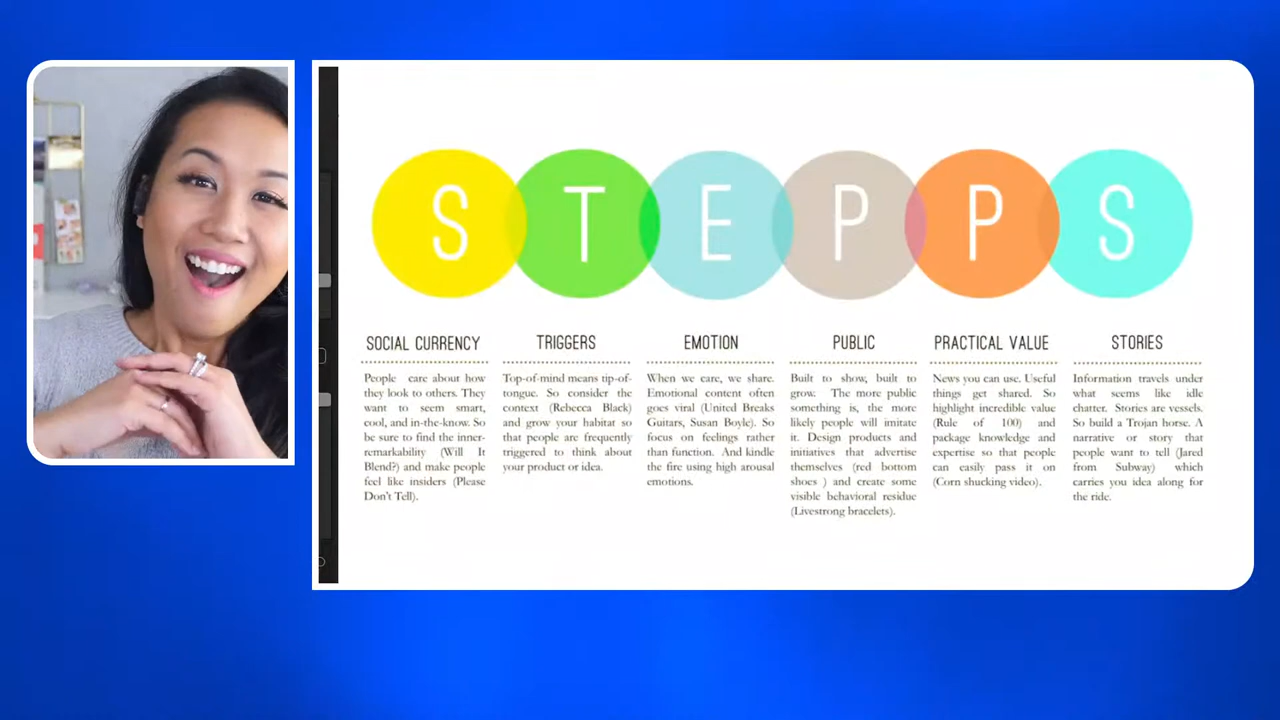 S T E P P S
SOCIAL CURRENCY
People care about how
they look to others. They
want to seem smart,
cool, and in-the-know. So
be sure to find the inner-
remarkability (Will It
Blend?) and make people
feel like insiders (Please
Don't Tell).
TRIGGERS
Top-of-mind means tip-of-
tongue. So consider the
context (Rebecca Black)
and grow your habitat so
that people are frequently
triggered to think about
your product or idea.
EMOTION
When we care, we share.
Emotional content often
goes viral (United Breaks
Guitars, Susan Boyle). So
focus on feelings rather
than function. And kindle
the fire using high arousal
emotions.
PUBLIC
Built to show, built to
grow. The more public
something is, the more
likely people will imitate
it. Design products and
initiatives that advertise
themselves (red bottom
shoes ) and create some
visible behavioral residue
(Livestrong bracelets).
PRACTICAL VALUE
News you can use. Useful
things get shared. So
highlight incredible value
(Rule of 100) and
package knowledge and
expertise so that people
can easily pass it on
(Corn shucking video).
STORIES
Information travels under
what seems like idle
chatter. Stories are vessels.
So build a Trojan horse. A
narrative or story that
people want to tell (Jared
from Subway) which
carries you idea along for
the ride.